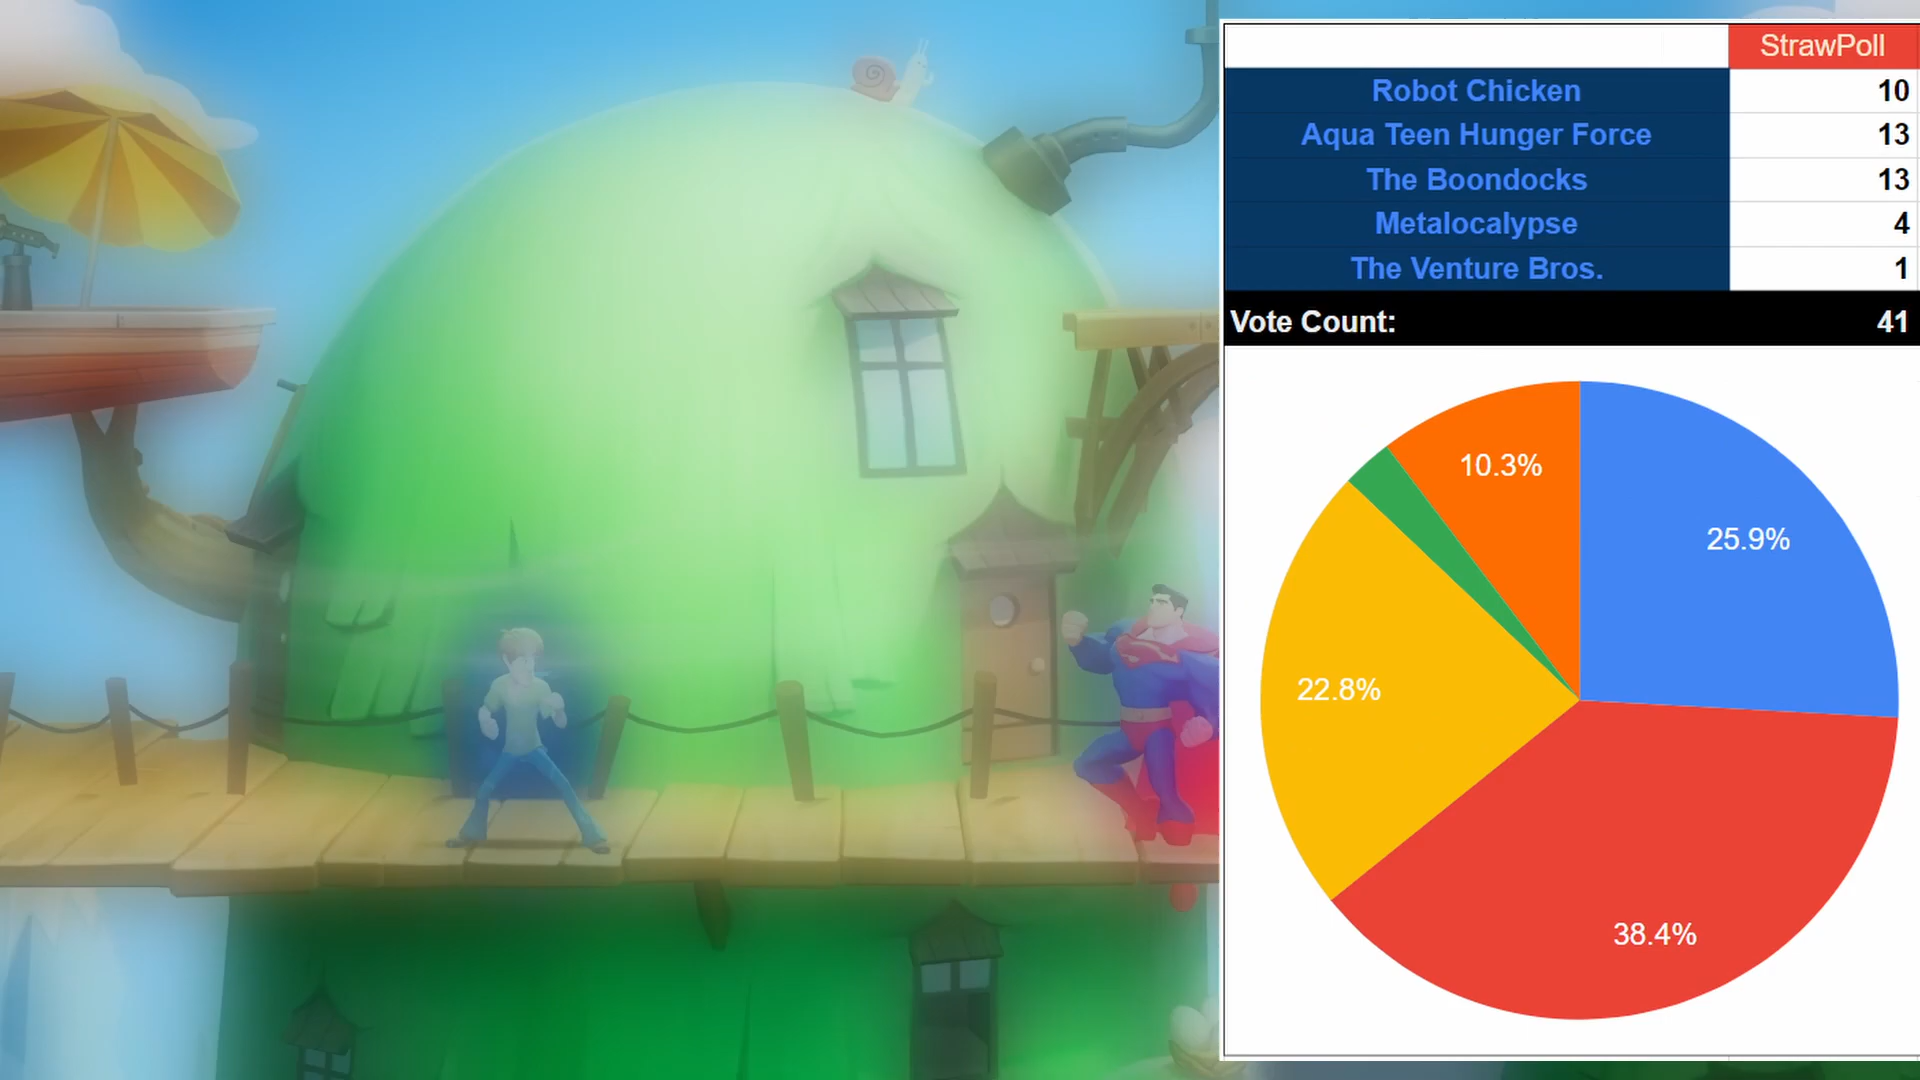 StrawPoll
Robot Chicken 10
Aqua Teen Hunger Force 13
The Boondocks 13
Metalocalypse 4
The Venture Bros. 1
Vote Count: 41
10.3%
25.9%
22.8%
38.4%